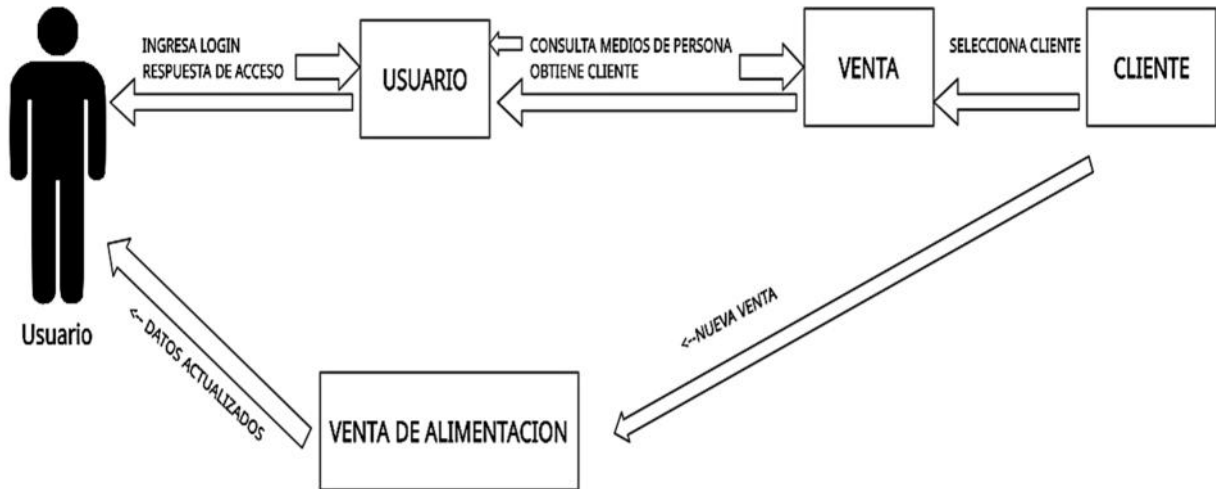 INGRESA LOGIN
RESPUESTA DE ACCESO
USUARIO
CONSULTA MEDIOS DE PERSONA
OBTIENE CLIENTE
VENTA
SELECCIONA CLIENTE
CLIENTE
Usuario
<-- DATOS ACTUALIZADOS
<--NUEVA VENTA
VENTA DE ALIMENTACION